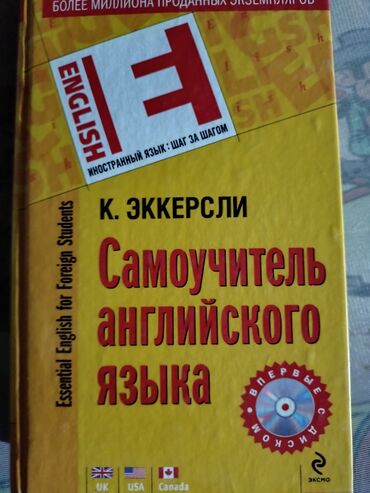 БОЛЕЕ МИЛЛИОНА ПРОДАННЫХ ЭКЗЕМПЛЯРОВ
ENGLISH
E
ИНОСТРАННЫЙ ЯЗЫК: ШАГ ЗА ШАГОМ
Essential English for Foreign Students
К. ЭККЕРСЛИ
Самоучитель
английского
языка
ВПЕРВЫЕ С ДИСКОМ
UK USA Canada
ЭКСМО